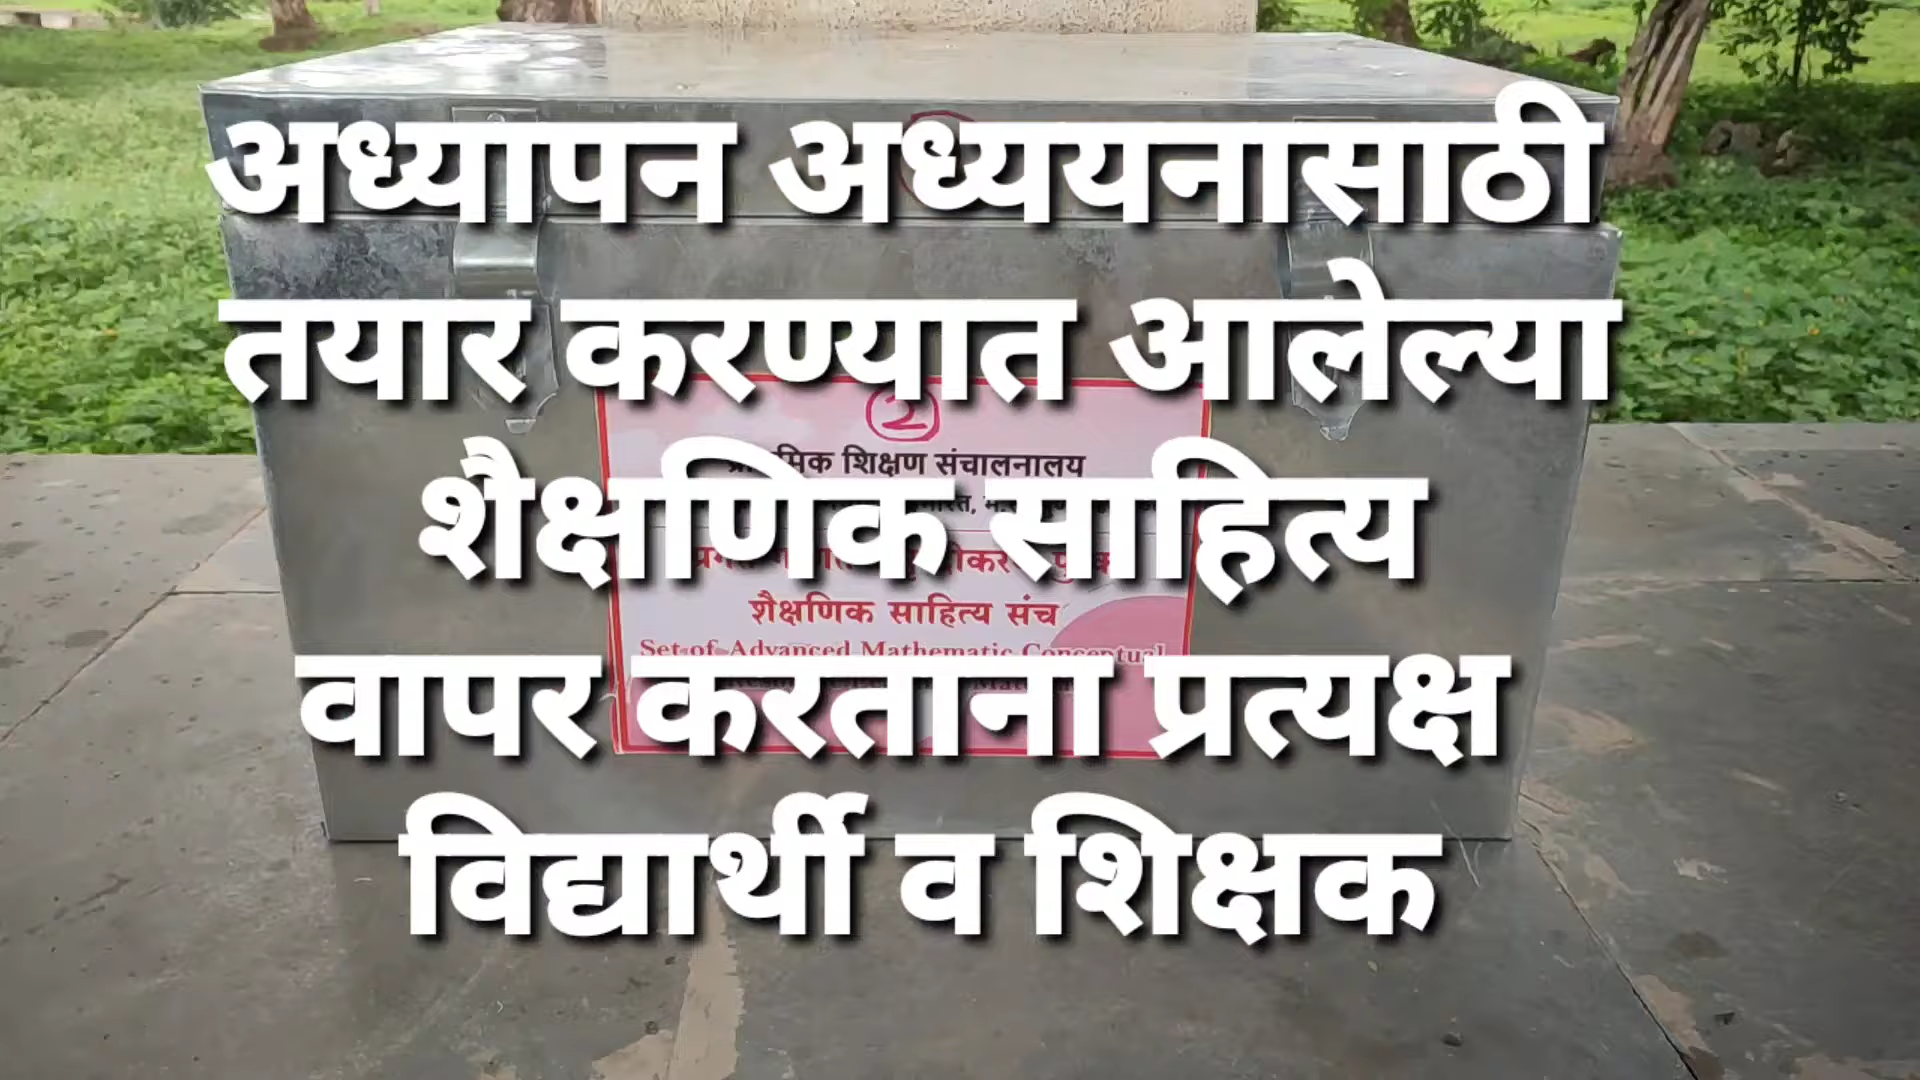 अध्यापन अध्ययनासाठी
तयार करण्यात आलेल्या
शैक्षणिक साहित्य
वापर करताना प्रत्यक्ष
विद्यार्थी व शिक्षक
2
शिक्षण संचालनालय
शैक्षणिक साहित्य संच
Set of Advanced Mathematic Conceptual